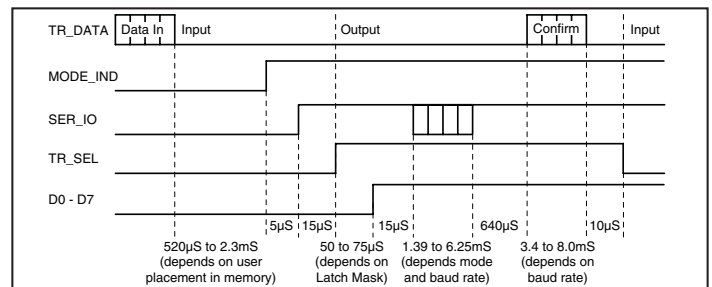 TR_DATA Data In Input Output Confirm Input
MODE_IND
SER_IO
TR_SEL
D0 - D7
5µS 15µS 15µS 640µS 10µS
520µS to 2.3mS 50 to 75µS 1.39 to 6.25mS 3.4 to 8.0mS
(depends on user (depends on (depends mode (depends on
placement in memory) Latch Mask) and baud rate) baud rate)